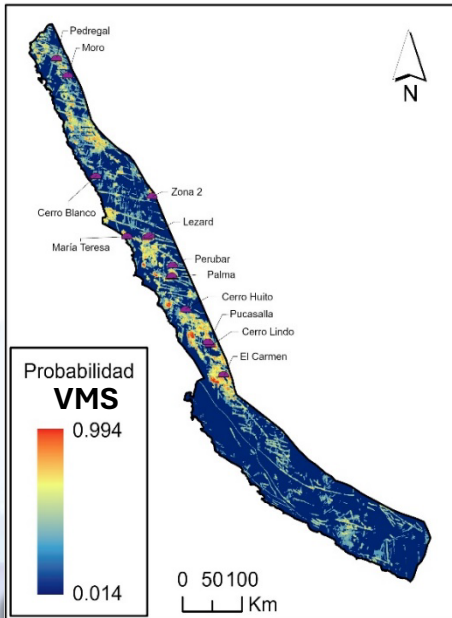 Pedregal
Moro
N
Zona 2
Cerro Blanco
Lezard
María Teresa
Perubar
Palma
Cerro Huito
Pucasalla
Cerro Lindo
El Carmen
Probabilidad
VMS
0.994
0.014
0 50 100
Km